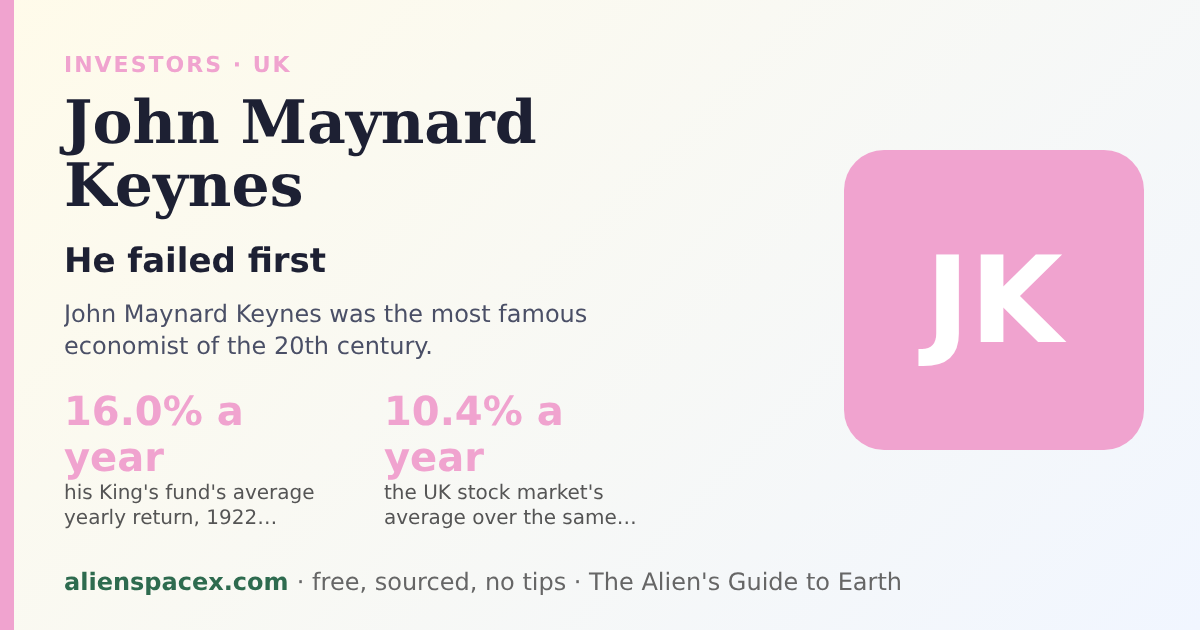 INVESTORS · UK
John Maynard
Keynes
He failed first
John Maynard Keynes was the most famous
economist of the 20th century.
16.0% a
year
his King's fund's average
yearly return, 1922…
10.4% a
year
the UK stock market's
average over the same…
JK
alienspacex.com · free, sourced, no tips · The Alien's Guide to Earth